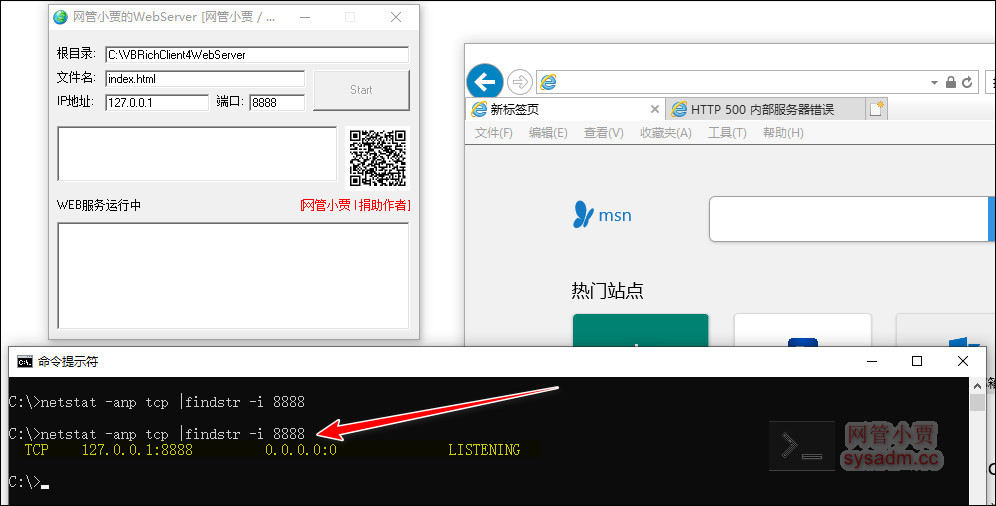 网管小贾的WebServer [网管小贾 / ...
根目录: C:\VBRichClient4WebServer
文件名: index.html
IP地址: 127.0.0.1 端口: 8888
Start
WEB服务运行中 [网管小贾 | 捐助作者]
新标签页
HTTP 500 内部服务器错误
文件(F) 编辑(E) 查看(V) 收藏夹(A) 工具(T) 帮助(H)
msn
热门站点
命令提示符
C:\>netstat -anp tcp |findstr -i 8888
C:\>netstat -anp tcp |findstr -i 8888
TCP 127.0.0.1:8888 0.0.0.0:0 LISTENING
C:\>
网管小贾
sysadm.cc